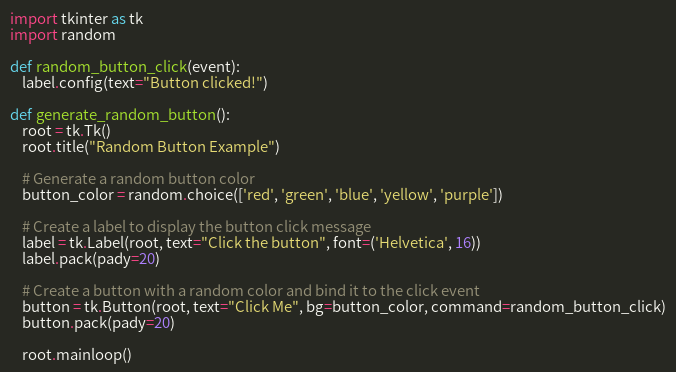 import tkinter as tk
import random
def random_button_click(event):
label.config(text="Button clicked!")
def generate_random_button():
root = tk.Tk()
root.title("Random Button Example")
# Generate a random button color
button_color = random.choice(['red', 'green', 'blue', 'yellow', 'purple'])
# Create a label to display the button click message
label = tk.Label(root, text="Click the button", font=('Helvetica', 16))
label.pack(pady=20)
# Create a button with a random color and bind it to the click event
button = tk.Button(root, text="Click Me", bg=button_color, command=random_button_click)
button.pack(pady=20)
root.mainloop()